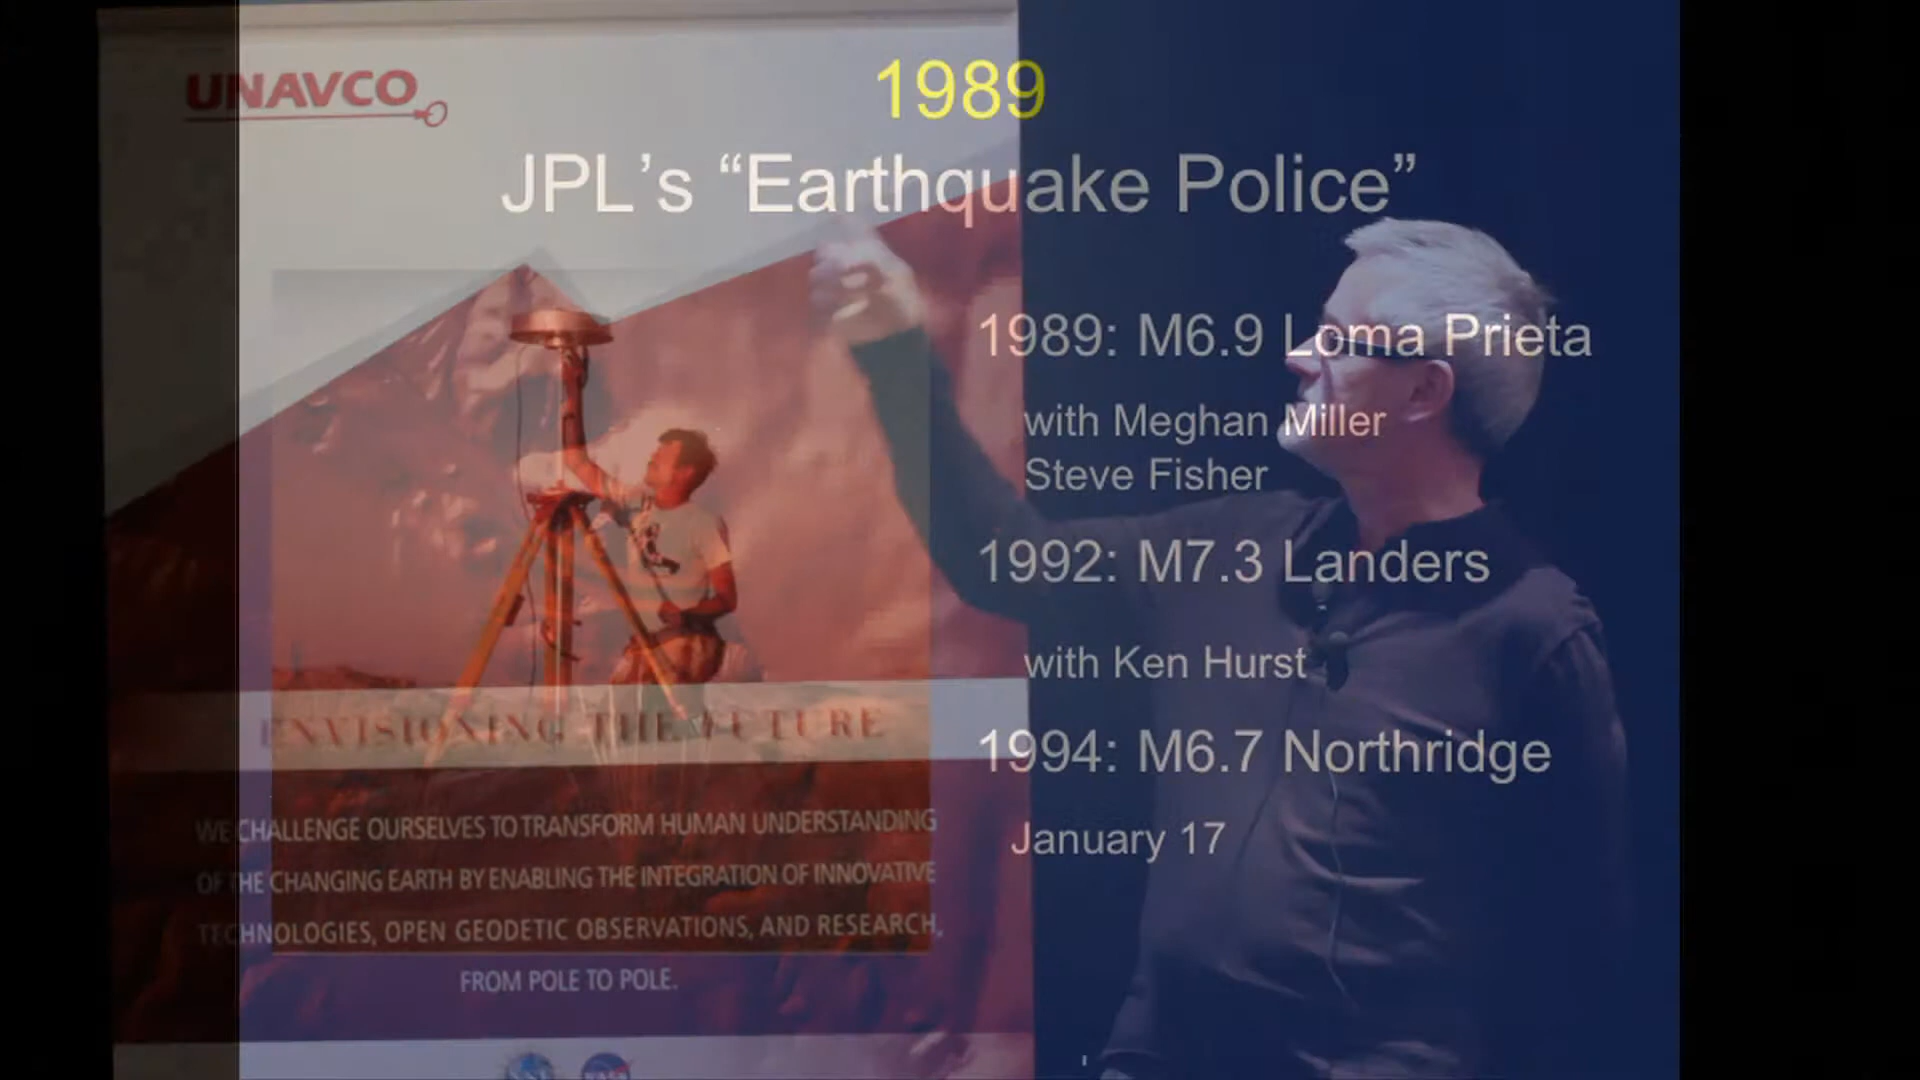 UNAVCO
1989
JPL's “Earthquake Police”
1989: M6.9 Loma Prieta
with Meghan Miller
Steve Fisher
1992: M7.3 Landers
with Ken Hurst
1994: M6.7 Northridge
January 17
ENVISIONING THE FUTURE
WE CHALLENGE OURSELVES TO TRANSFORM HUMAN UNDERSTANDING
OF THE CHANGING EARTH BY ENABLING THE INTEGRATION OF INNOVATIVE
TECHNOLOGIES, OPEN GEODETIC OBSERVATIONS, AND RESEARCH,
FROM POLE TO POLE.
NSF
NASA